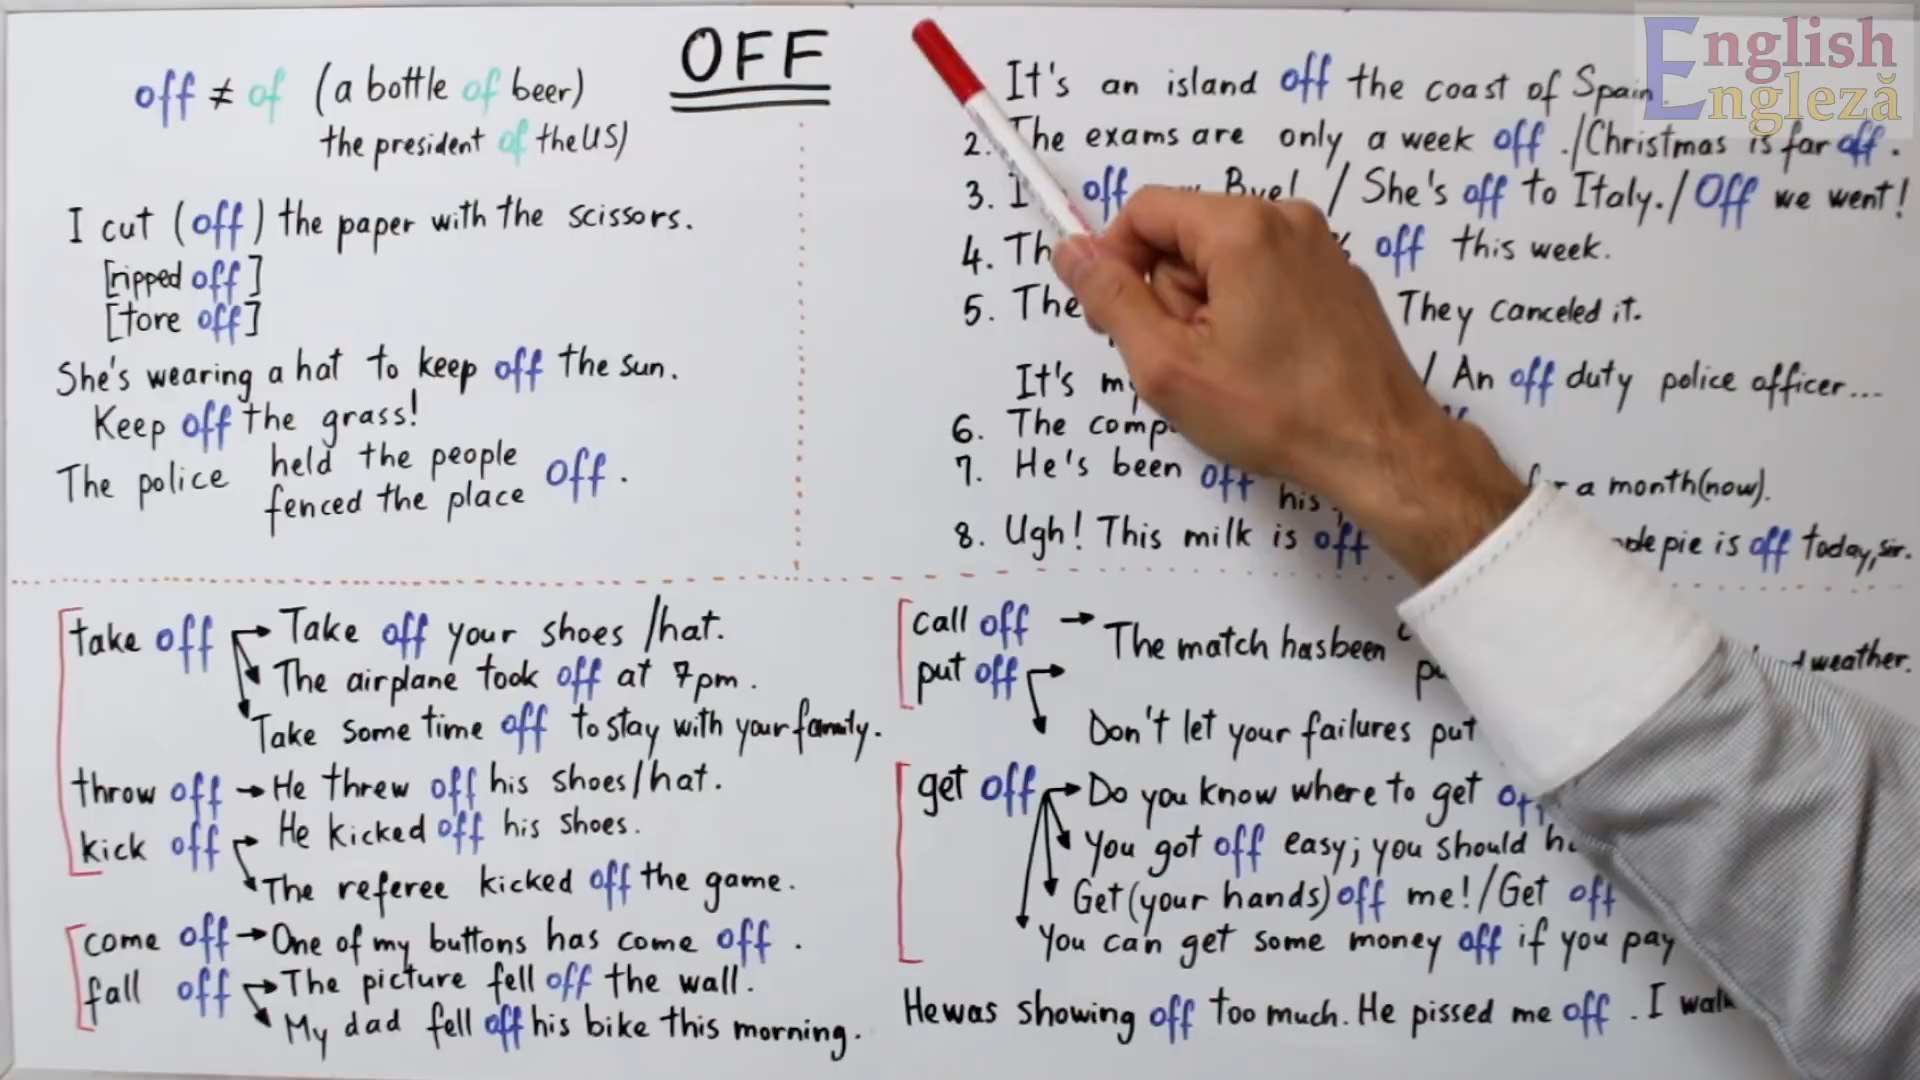 OFF
off ≠ of (a bottle of beer)
the president of the US)
I cut (off) the paper with the scissors.
[ripped off]
[tore off]
She's wearing a hat to keep off the sun.
Keep off the grass!
The police held the people off.
fenced the place
It's an island off the coast of Spain.
2. The exams are only a week off. / Christmas is far off.
3. off Bye! / She's off to Italy. / Off we went!
4. % off this week.
5. The They canceled it.
It's / An off duty police officer...
6. The
7. He's been off his a month (now).
8. Ugh! This milk is off pie is off today, sir.
take off → Take off your shoes /hat.
The airplane took off at 7pm.
Take some time off to stay with your family.
throw off → He threw off his shoes/hat.
kick off → He kicked off his shoes.
The referee kicked off the game.
come off → One of my buttons has come off.
fall off → The picture fell off the wall.
My dad fell off his bike this morning.
call off → The match has been weather.
put off →
Don't let your failures put
get off → Do you know where to get off
You got off easy; you should
Get (your hands) off me! / Get off
You can get some money off if you pay
He was showing off too much. He pissed me off. I
English
Engleză